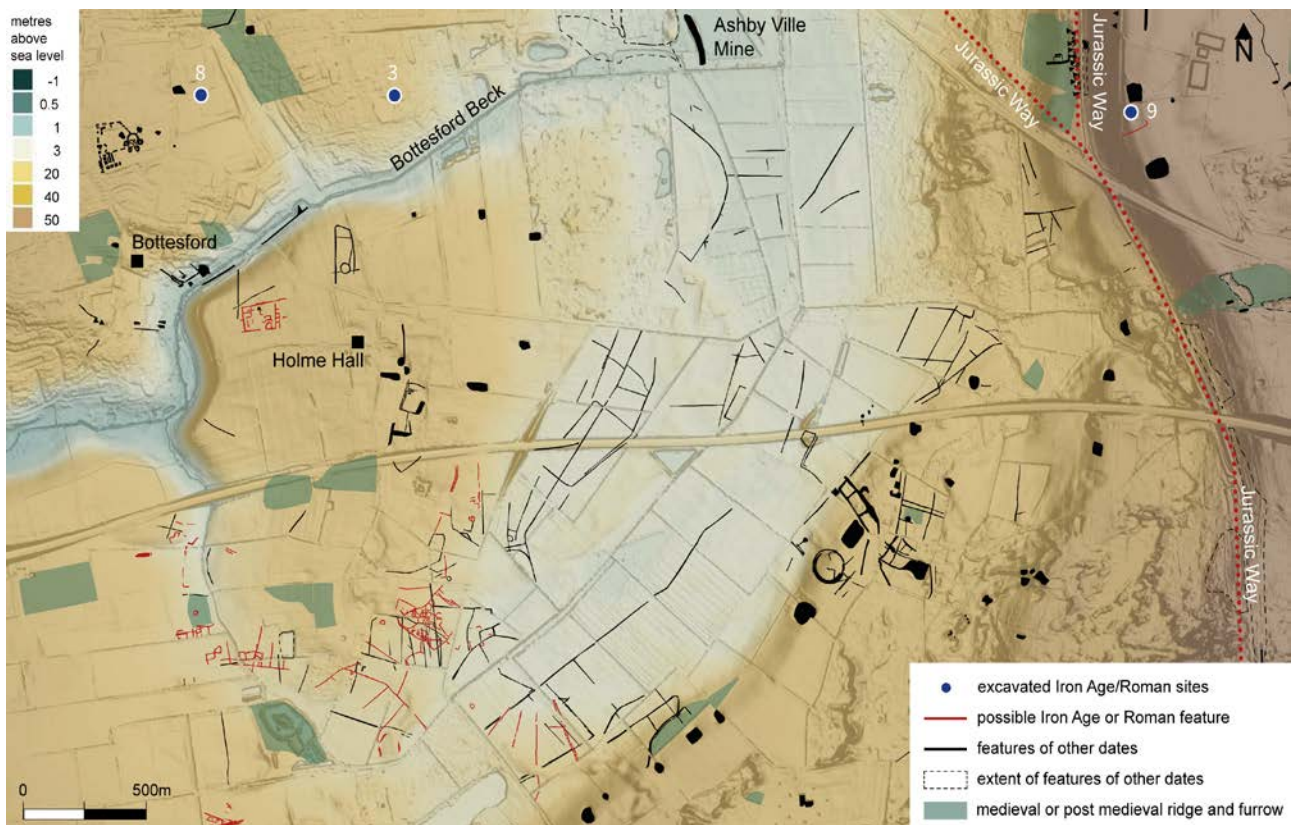 metres
above
sea level
-1
0.5
1
3
20
40
50
8
3
Bottesford Beck
Ashby Ville
Mine
Jurassic Way
Jurassic Way
N
9
Bottesford
Holme Hall
Jurassic Way
0
500m
excavated Iron Age/Roman sites
possible Iron Age or Roman feature
features of other dates
extent of features of other dates
medieval or post medieval ridge and furrow